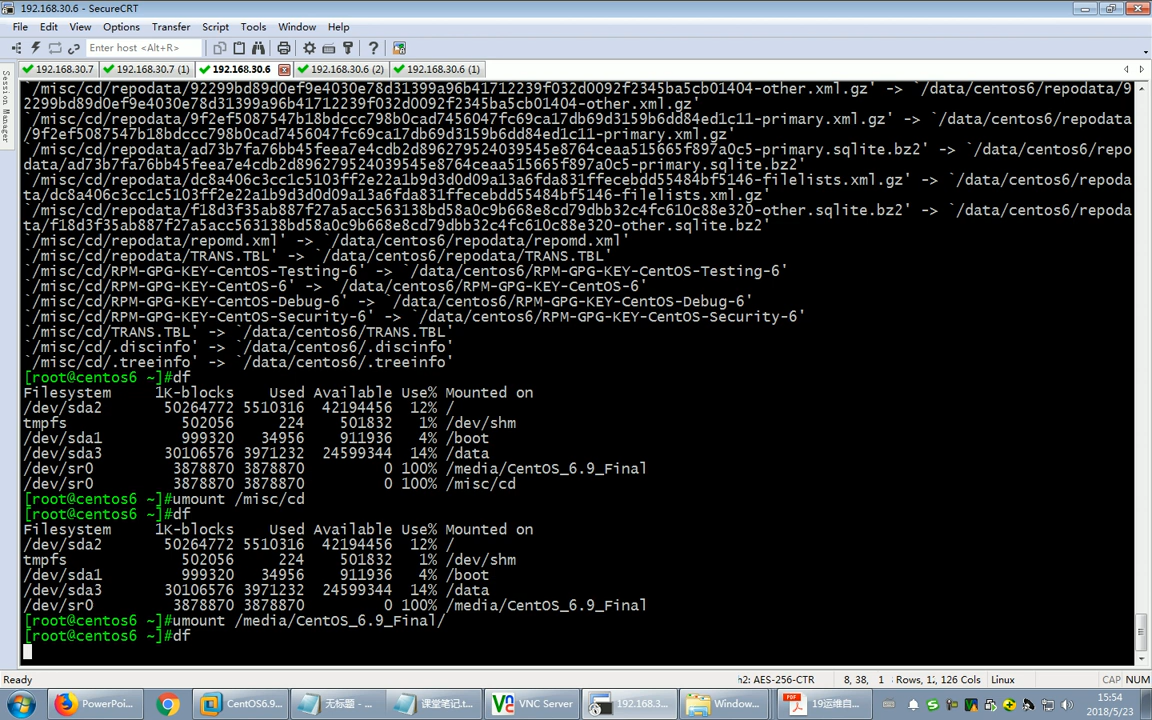 192.168.30.6 - SecureCRT
File Edit View Options Transfer Script Tools Window Help
Enter host <Alt+R>
192.168.30.7 192.168.30.7 (1) 192.168.30.6 192.168.30.6 (2) 192.168.30.6 (1)
Session Manager
`/misc/cd/repodata/92299bd89d0ef9e4030e78d31399a96b41712239f032d0092f2345ba5cb01404-other.xml.gz' -> `/data/centos6/repodata/9
2299bd89d0ef9e4030e78d31399a96b41712239f032d0092f2345ba5cb01404-other.xml.gz'
`/misc/cd/repodata/9f2ef5087547b18bdccc798b0cad7456047fc69ca17db69d3159b6dd84ed1c11-primary.xml.gz' -> `/data/centos6/repodata
/9f2ef5087547b18bdccc798b0cad7456047fc69ca17db69d3159b6dd84ed1c11-primary.xml.gz'
`/misc/cd/repodata/ad73b7fa76bb45feea7e4cdb2d896279524039545e8764ceaa515665f897a0c5-primary.sqlite.bz2' -> `/data/centos6/repo
data/ad73b7fa76bb45feea7e4cdb2d896279524039545e8764ceaa515665f897a0c5-primary.sqlite.bz2'
`/misc/cd/repodata/dc8a406c3cc1c5103ff2e22a1b9d3d0d09a13a6fda831ffecebdd55484bf5146-filelists.xml.gz' -> `/data/centos6/repoda
ta/dc8a406c3cc1c5103ff2e22a1b9d3d0d09a13a6fda831ffecebdd55484bf5146-filelists.xml.gz'
`/misc/cd/repodata/f18d3f35ab887f27a5acc563138bd58a0c9b668e8cd79dbb32c4fc610c88e320-other.sqlite.bz2' -> `/data/centos6/repoda
ta/f18d3f35ab887f27a5acc563138bd58a0c9b668e8cd79dbb32c4fc610c88e320-other.sqlite.bz2'
`/misc/cd/repodata/repomd.xml' -> `/data/centos6/repodata/repomd.xml'
`/misc/cd/repodata/TRANS.TBL' -> `/data/centos6/repodata/TRANS.TBL'
`/misc/cd/RPM-GPG-KEY-CentOS-Testing-6' -> `/data/centos6/RPM-GPG-KEY-CentOS-Testing-6'
`/misc/cd/RPM-GPG-KEY-CentOS-6' -> `/data/centos6/RPM-GPG-KEY-CentOS-6'
`/misc/cd/RPM-GPG-KEY-CentOS-Debug-6' -> `/data/centos6/RPM-GPG-KEY-CentOS-Debug-6'
`/misc/cd/RPM-GPG-KEY-CentOS-Security-6' -> `/data/centos6/RPM-GPG-KEY-CentOS-Security-6'
`/misc/cd/TRANS.TBL' -> `/data/centos6/TRANS.TBL'
`/misc/cd/.discinfo' -> `/data/centos6/.discinfo'
`/misc/cd/.treeinfo' -> `/data/centos6/.treeinfo'
[root@centos6 ~]#df
Filesystem 1K-blocks Used Available Use% Mounted on
/dev/sda2 50264772 5510316 42194456 12% /
tmpfs 502056 224 501832 1% /dev/shm
/dev/sda1 999320 34956 911936 4% /boot
/dev/sda3 30106576 3971232 24599344 14% /data
/dev/sr0 3878870 3878870 0 100% /media/CentOS_6.9_Final
/dev/sr0 3878870 3878870 0 100% /misc/cd
[root@centos6 ~]#umount /misc/cd
[root@centos6 ~]#df
Filesystem 1K-blocks Used Available Use% Mounted on
/dev/sda2 50264772 5510316 42194456 12% /
tmpfs 502056 224 501832 1% /dev/shm
/dev/sda1 999320 34956 911936 4% /boot
/dev/sda3 30106576 3971232 24599344 14% /data
/dev/sr0 3878870 3878870 0 100% /media/CentOS_6.9_Final
[root@centos6 ~]#umount /media/CentOS_6.9_Final/
[root@centos6 ~]#df
Ready h2: AES-256-CTR 8, 38, 1 Rows, 126 Cols Linux CAP NUM
PowerPoi... CentOS6.9... 无标题 - ... 课堂笔记.t... VNC Server 192.168.3... Window... 19运维自...
15:54
2018/5/23